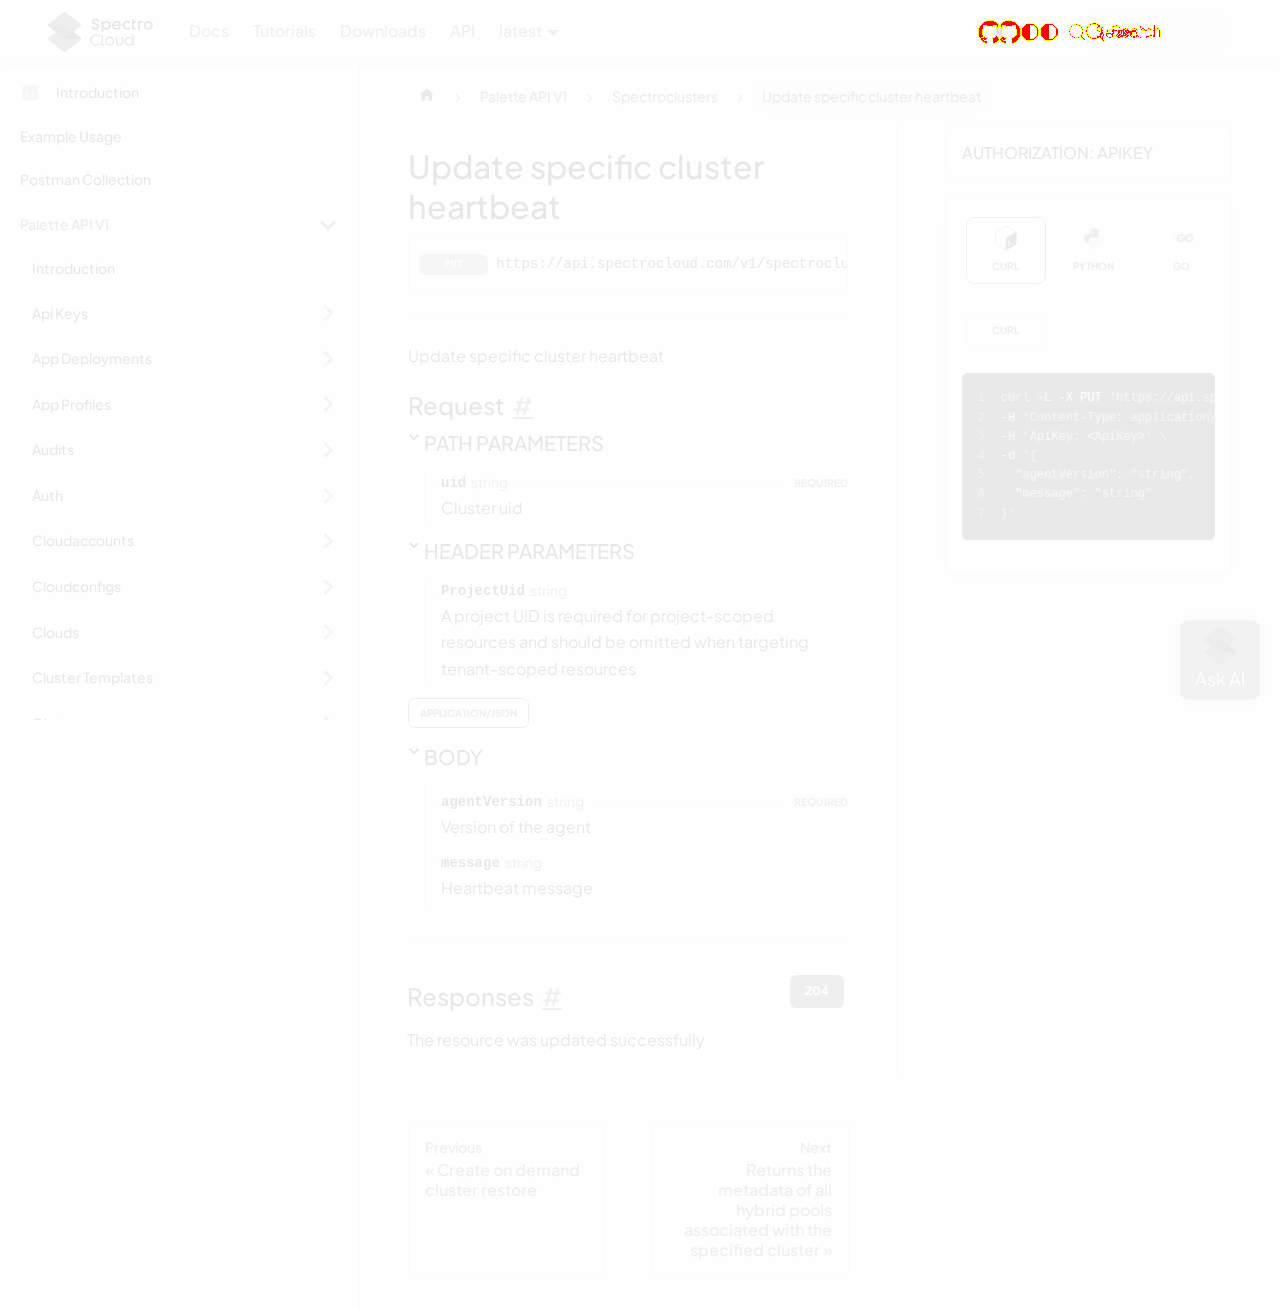 Spectro Cloud
Docs
Tutorials
Downloads
API
latest
Introduction
Example Usage
Postman Collection
Palette API V1
Introduction
Api Keys
App Deployments
App Profiles
Audits
Auth
Cloudaccounts
Cloudconfigs
Clouds
Cluster Templates
Palette API V1
Spectroclusters
Update specific cluster heartbeat
Update specific cluster
heartbeat
PUT https://api.spectrocloud.com/v1/spectroclu
Update specific cluster heartbeat
Request #
PATH PARAMETERS
uid string REQUIRED
Cluster uid
HEADER PARAMETERS
ProjectUid string
A project UID is required for project-scoped
resources and should be omitted when targeting
tenant-scoped resources
APPLICATION/JSON
BODY
agentVersion string REQUIRED
Version of the agent
message string
Heartbeat message
Responses #
204
The resource was updated successfully
Previous
« Create on demand
cluster restore
Next
Returns the
metadata of all
hybrid pools
associated with the
specified cluster »
AUTHORIZATION: APIKEY
CURL
PYTHON
GO
CURL
1 curl -L -X PUT 'https://api.sp
2 -H 'Content-Type: application/
3 -H 'ApiKey: <ApiKey>' \
4 -d '{
5 "agentVersion": "string",
6 "message": "string"
7 }'
Ask AI